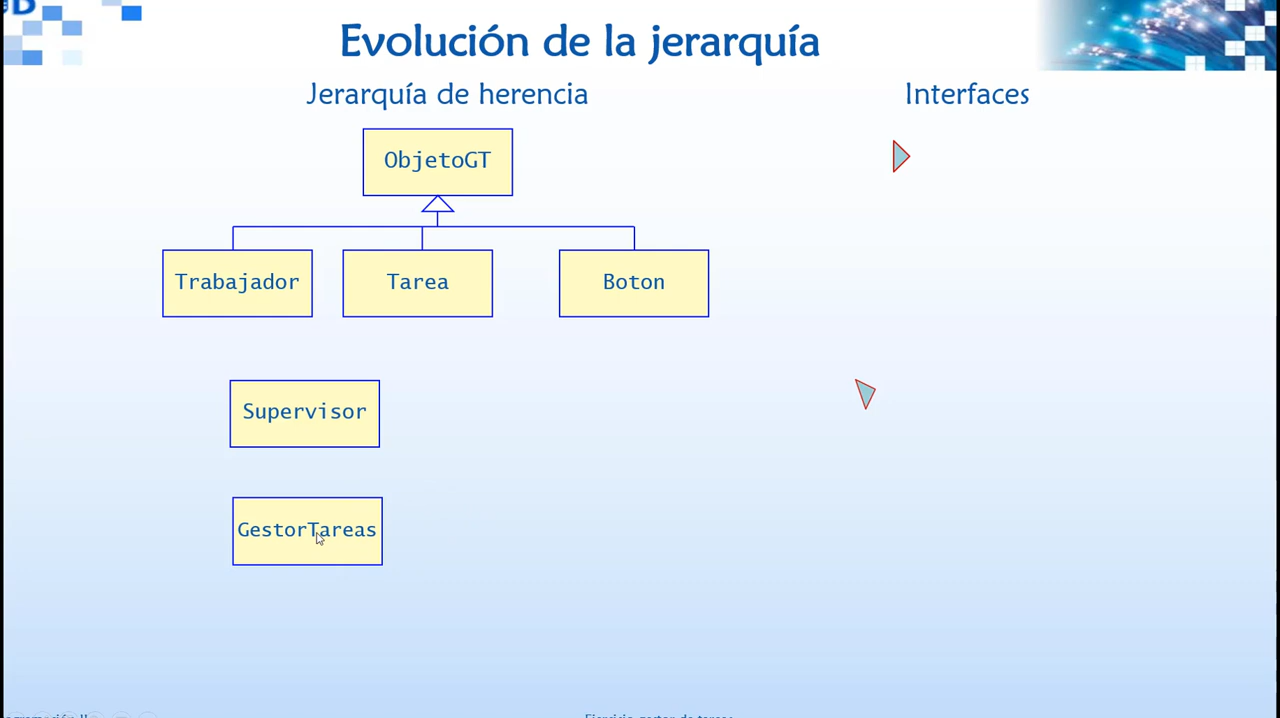 Evolución de la jerarquía
Jerarquía de herencia
Interfaces
ObjetoGT
Trabajador
Tarea
Boton
Supervisor
GestorTareas